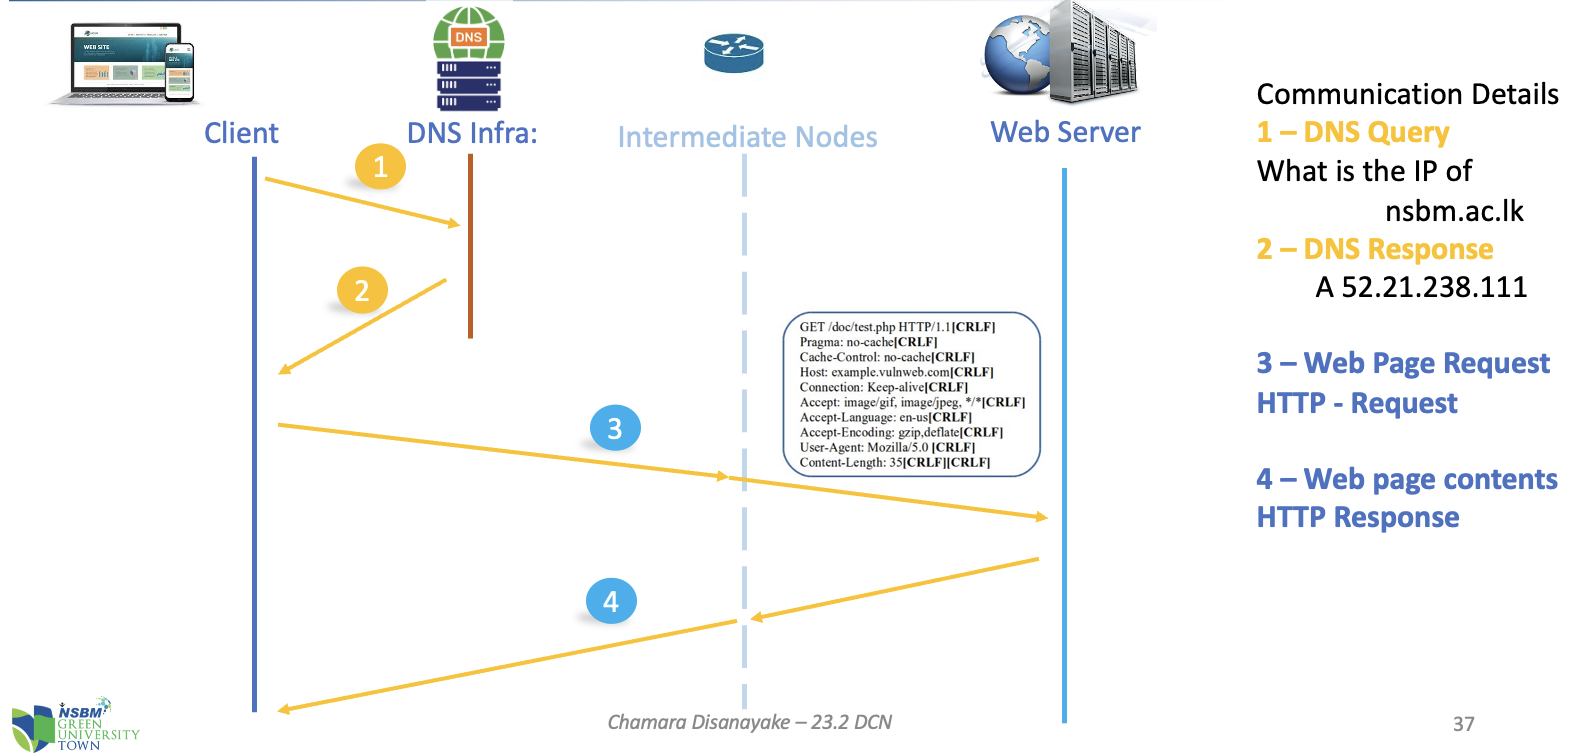 WEB SITE
DNS
Client
DNS Infra:
Intermediate Nodes
Web Server
1
2
3
4
GET /doc/test.php HTTP/1.1[CRLF]
Pragma: no-cache[CRLF]
Cache-Control: no-cache[CRLF]
Host: example.vulnweb.com[CRLF]
Connection: Keep-alive[CRLF]
Accept: image/gif, image/jpeg, */*[CRLF]
Accept-Language: en-us[CRLF]
Accept-Encoding: gzip,deflate[CRLF]
User-Agent: Mozilla/5.0 [CRLF]
Content-Length: 35[CRLF][CRLF]
Communication Details
1 – DNS Query
What is the IP of
nsbm.ac.lk
2 – DNS Response
A 52.21.238.111
3 – Web Page Request
HTTP - Request
4 – Web page contents
HTTP Response
NSBM
GREEN
UNIVERSITY
TOWN
Chamara Disanayake – 23.2 DCN
37